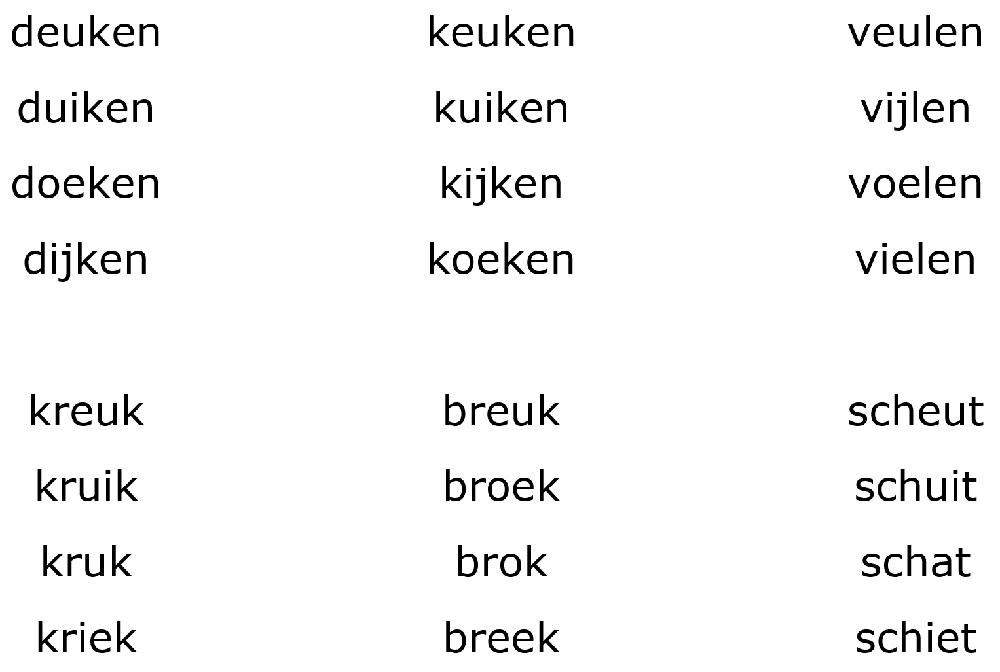 deuken keuken veulen
duiken kuiken vijlen
doeken kijken voelen
dijken koeken vielen
kreuk breuk scheut
kruik broek schuit
kruk brok schat
kriek breek schiet